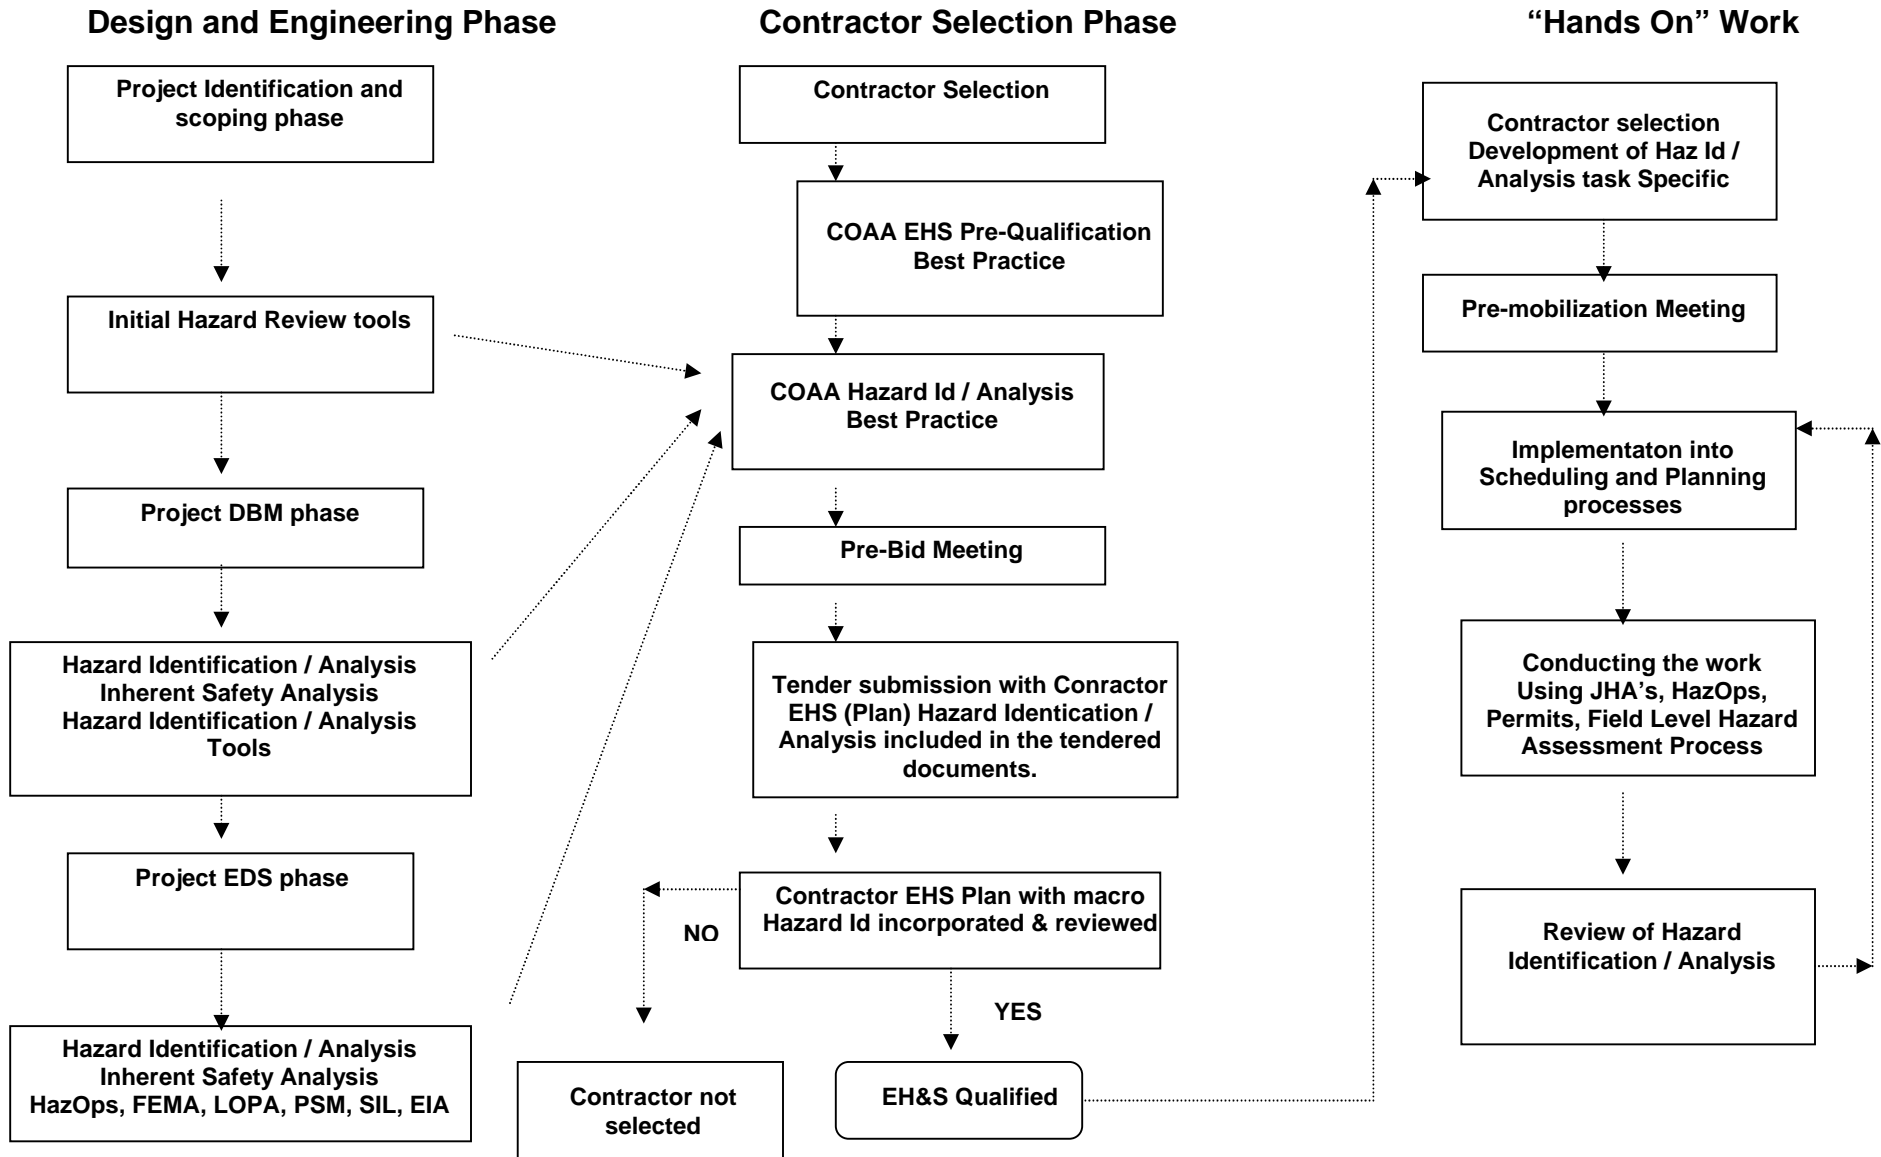 Design and Engineering Phase
Project Identification and
scoping phase
Initial Hazard Review tools
Project DBM phase
Hazard Identification / Analysis
Inherent Safety Analysis
Hazard Identification / Analysis
Tools
Project EDS phase
Hazard Identification / Analysis
Inherent Safety Analysis
HazOps, FEMA, LOPA, PSM, SIL, EIA
Contractor Selection Phase
Contractor Selection
COAA EHS Pre-Qualification
Best Practice
COAA Hazard Id / Analysis
Best Practice
Pre-Bid Meeting
Tender submission with Conractor
EHS (Plan) Hazard Identication /
Analysis included in the tendered
documents.
Contractor EHS Plan with macro
Hazard Id incorporated & reviewed
NO
YES
Contractor not
selected
EH&S Qualified
“Hands On” Work
Contractor selection
Development of Haz Id /
Analysis task Specific
Pre-mobilization Meeting
Implementaton into
Scheduling and Planning
processes
Conducting the work
Using JHA’s, HazOps,
Permits, Field Level Hazard
Assessment Process
Review of Hazard
Identification / Analysis